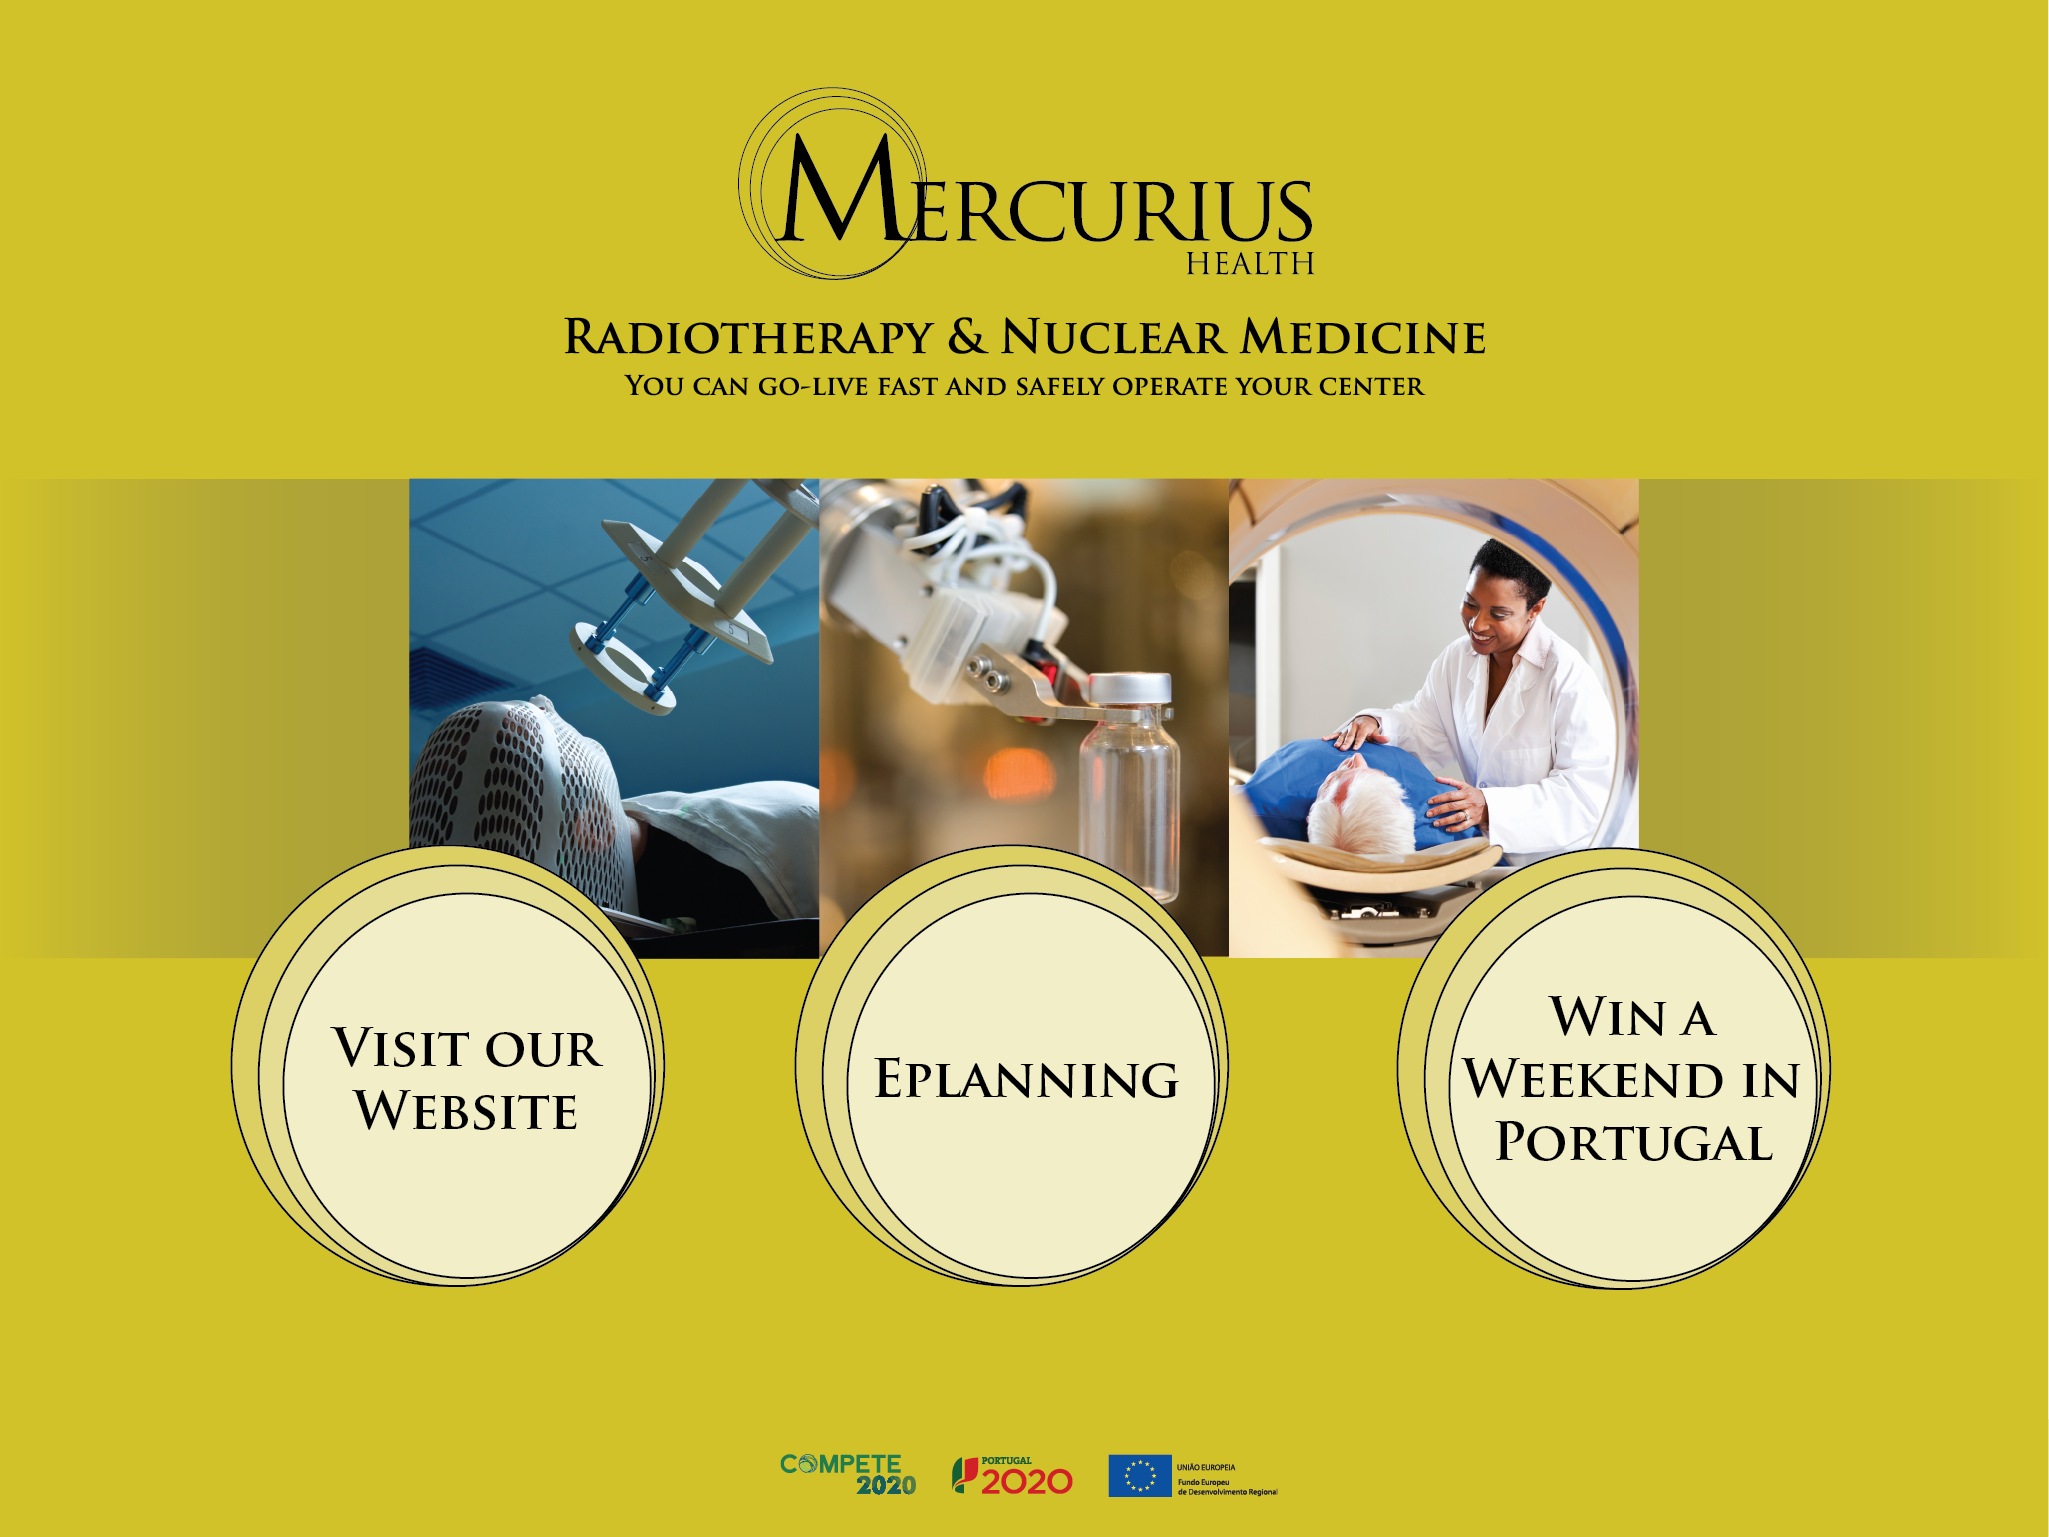 MERCURIUS
HEALTH
RADIOTHERAPY & NUCLEAR MEDICINE
YOU CAN GO-LIVE FAST AND SAFELY OPERATE YOUR CENTER
5
VISIT OUR
WEBSITE
EPLANNING
WIN A
WEEKEND IN
PORTUGAL
COMPETE
2020
PORTUGAL
2020
UNIÃO EUROPEIA
Fundo Europeu
de Desenvolvimento Regional